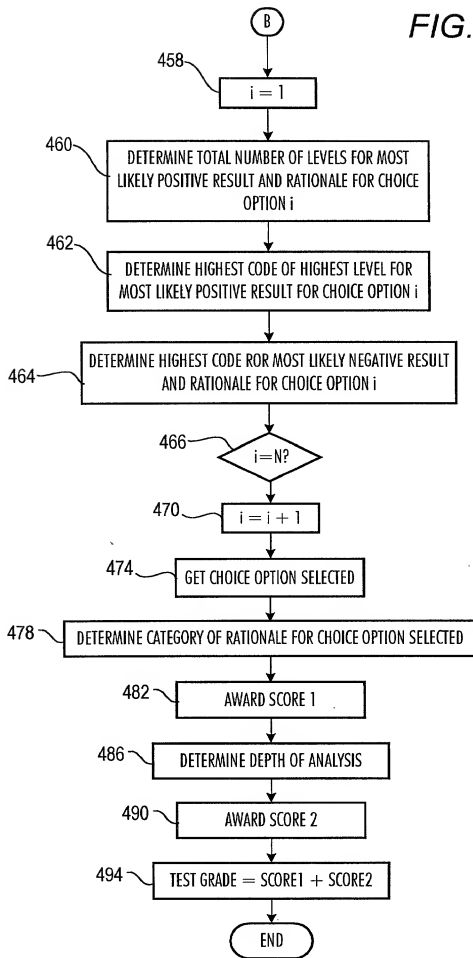 B
FIG.
458
i = 1
460
DETERMINE TOTAL NUMBER OF LEVELS FOR MOST
LIKELY POSITIVE RESULT AND RATIONALE FOR CHOICE
OPTION i
462
DETERMINE HIGHEST CODE OF HIGHEST LEVEL FOR
MOST LIKELY POSITIVE RESULT FOR CHOICE OPTION i
464
DETERMINE HIGHEST CODE ROR MOST LIKELY NEGATIVE RESULT
AND RATIONALE FOR CHOICE OPTION i
466
i=N?
470
i = i + 1
474
GET CHOICE OPTION SELECTED
478
DETERMINE CATEGORY OF RATIONALE FOR CHOICE OPTION SELECTED
482
AWARD SCORE 1
486
DETERMINE DEPTH OF ANALYSIS
490
AWARD SCORE 2
494
TEST GRADE = SCORE1 + SCORE2
END